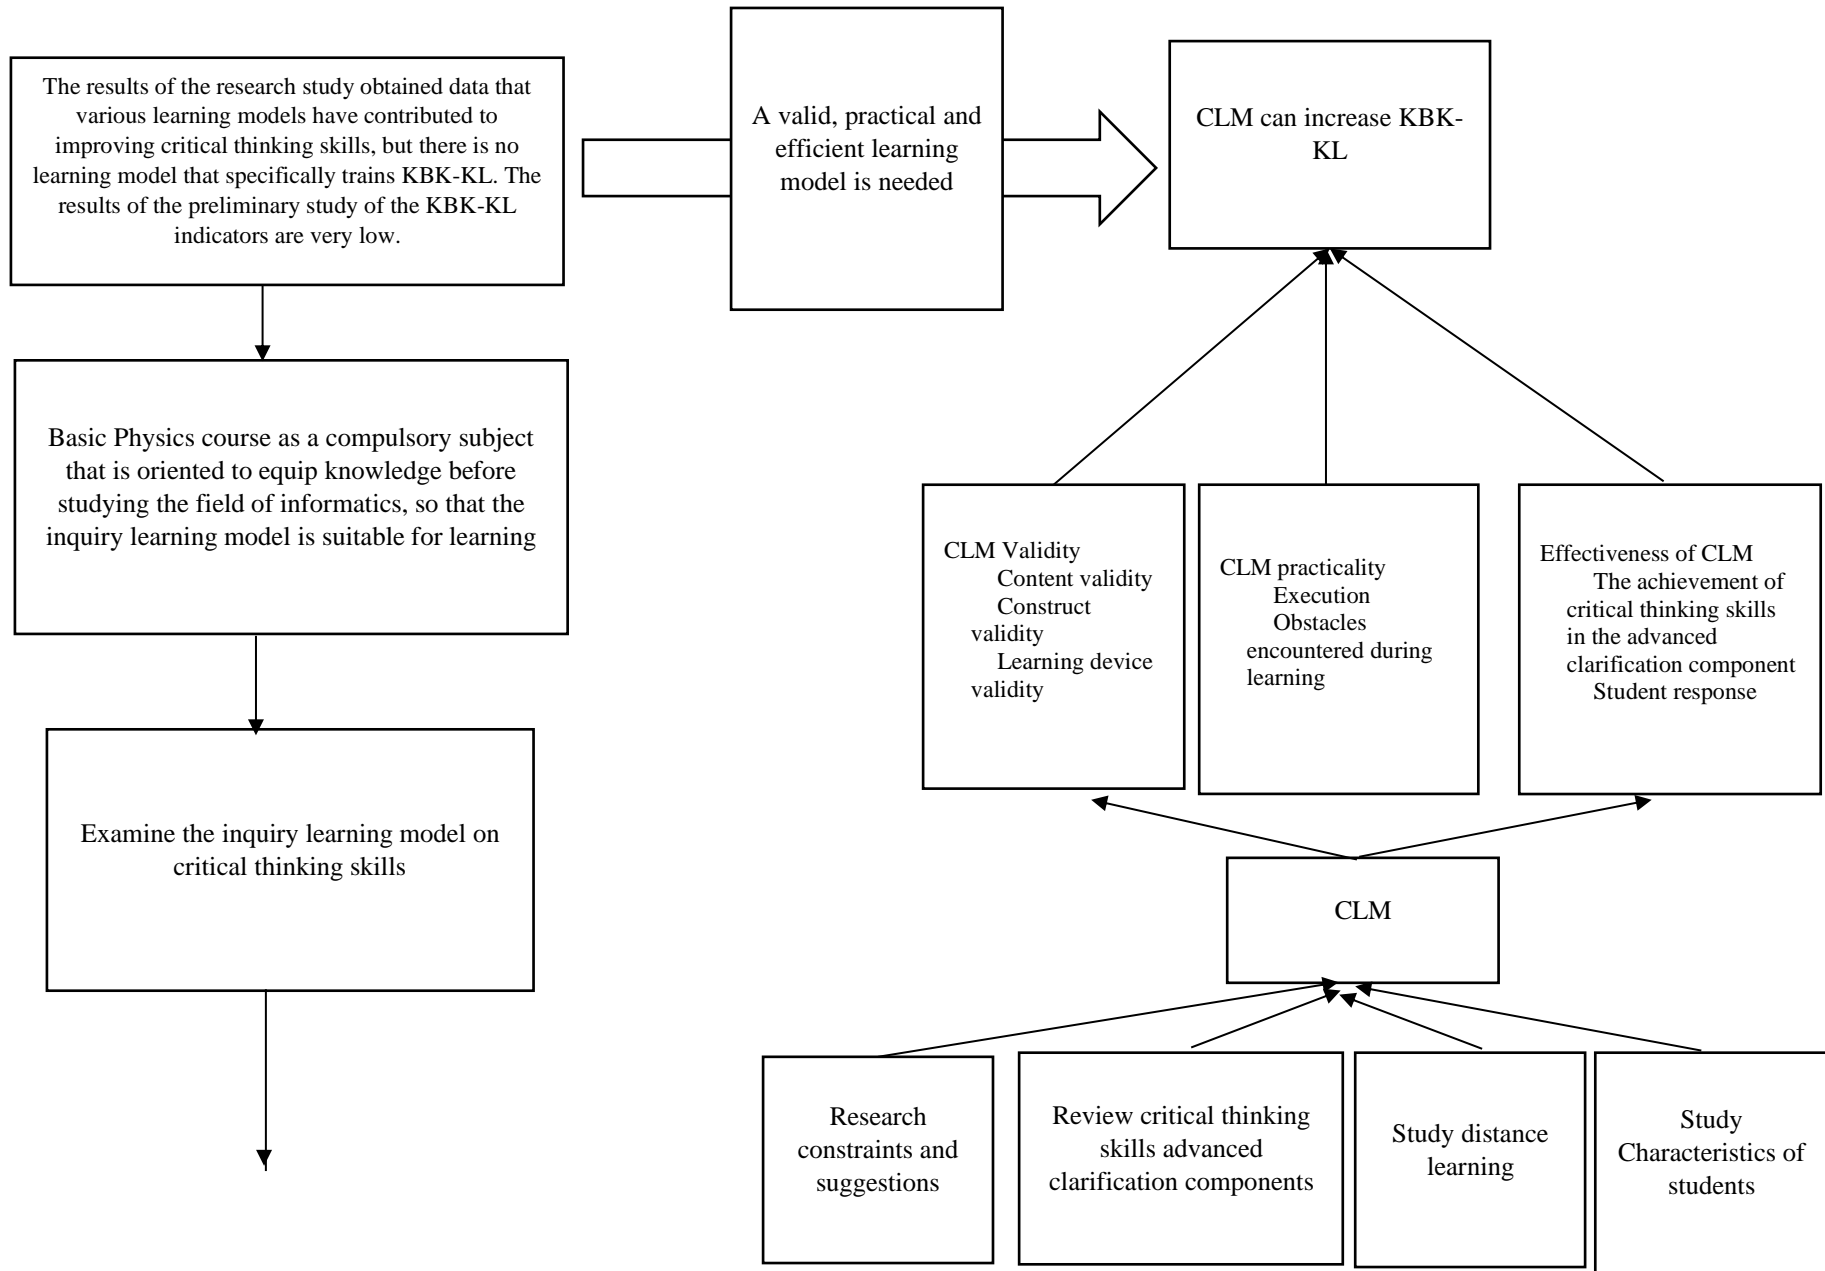 The results of the research study obtained data that
various learning models have contributed to
improving critical thinking skills, but there is no
learning model that specifically trains KBK-KL. The
results of the preliminary study of the KBK-KL
indicators are very low.
A valid, practical and
efficient learning
model is needed
CLM can increase KBK-
KL
Basic Physics course as a compulsory subject
that is oriented to equip knowledge before
studying the field of informatics, so that the
inquiry learning model is suitable for learning
Examine the inquiry learning model on
critical thinking skills
CLM Validity
Content validity
Construct
validity
Learning device
validity
CLM practicality
Execution
Obstacles
encountered during
learning
Effectiveness of CLM
The achievement of
critical thinking skills
in the advanced
clarification component
Student response
CLM
Research
constraints and
suggestions
Review critical thinking
skills advanced
clarification components
Study distance
learning
Study
Characteristics of
students